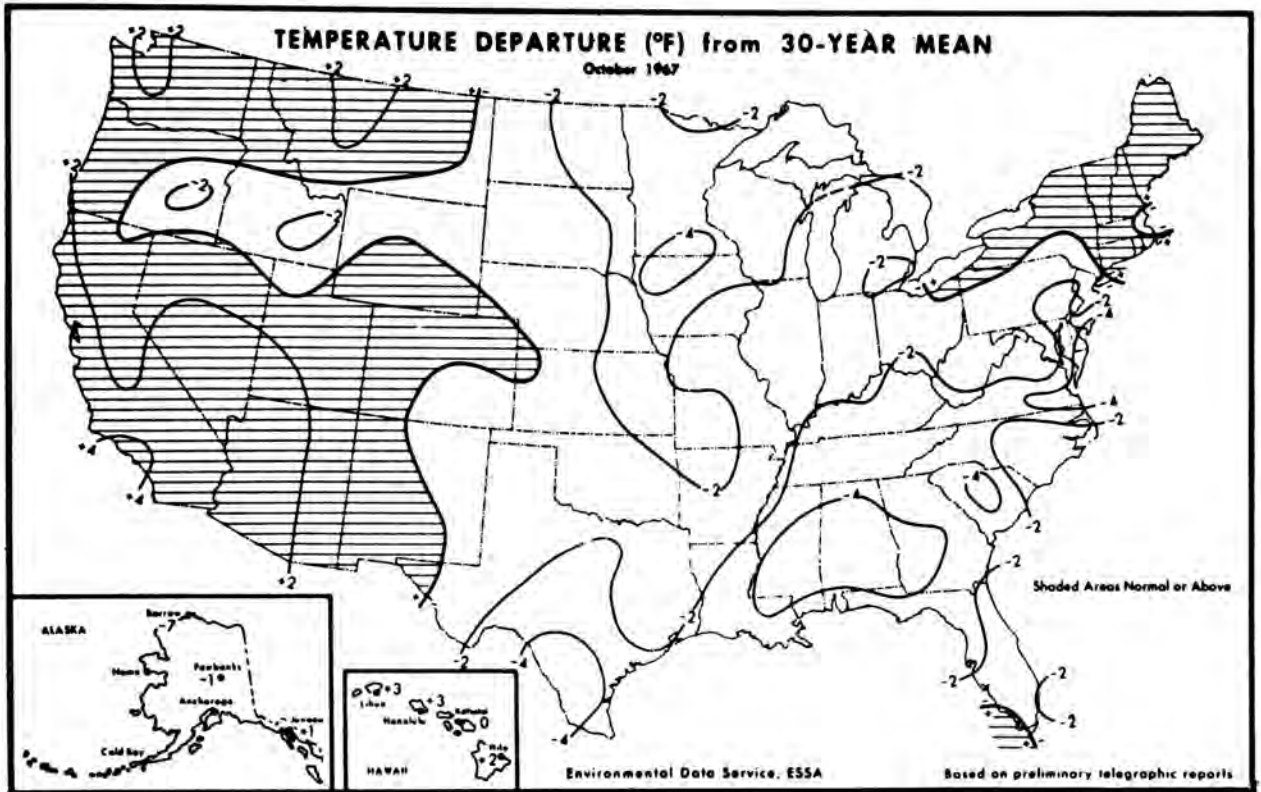 TEMPERATURE DEPARTURE (°F) from 30-YEAR MEAN
October 1967
+2 +2
+2 +2
-2 -2 -2
+2
-2
-2
-2
-4
-2
-2
-4
-2
-4
-2
+4
+4
-2
-4
-4
-2
-2
+2
Shaded Areas Normal or Above
-2
-2
-4
-2
-2
-2
-4
ALASKA
Barrow
Nome
Fairbanks
-1
Anchorage
Juneau
+1
Cold Bay
+3
Lihue
+3
Honolulu
Kahului
0
Hilo
+2
HAWAII
Environmental Data Service, ESSA
Based on preliminary telegraphic reports